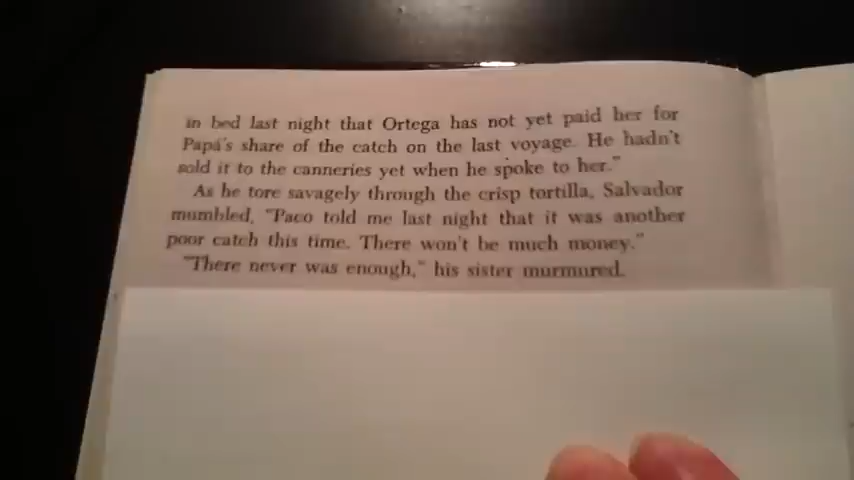 in bed last night that Ortega has not yet paid her for
Papá's share of the catch on the last voyage. He hadn't
sold it to the canneries yet when he spoke to her."
As he tore savagely through the crisp tortilla, Salvador
mumbled, "Paco told me last night that it was another
poor catch this time. There won't be much money."
"There never was enough," his sister murmured.